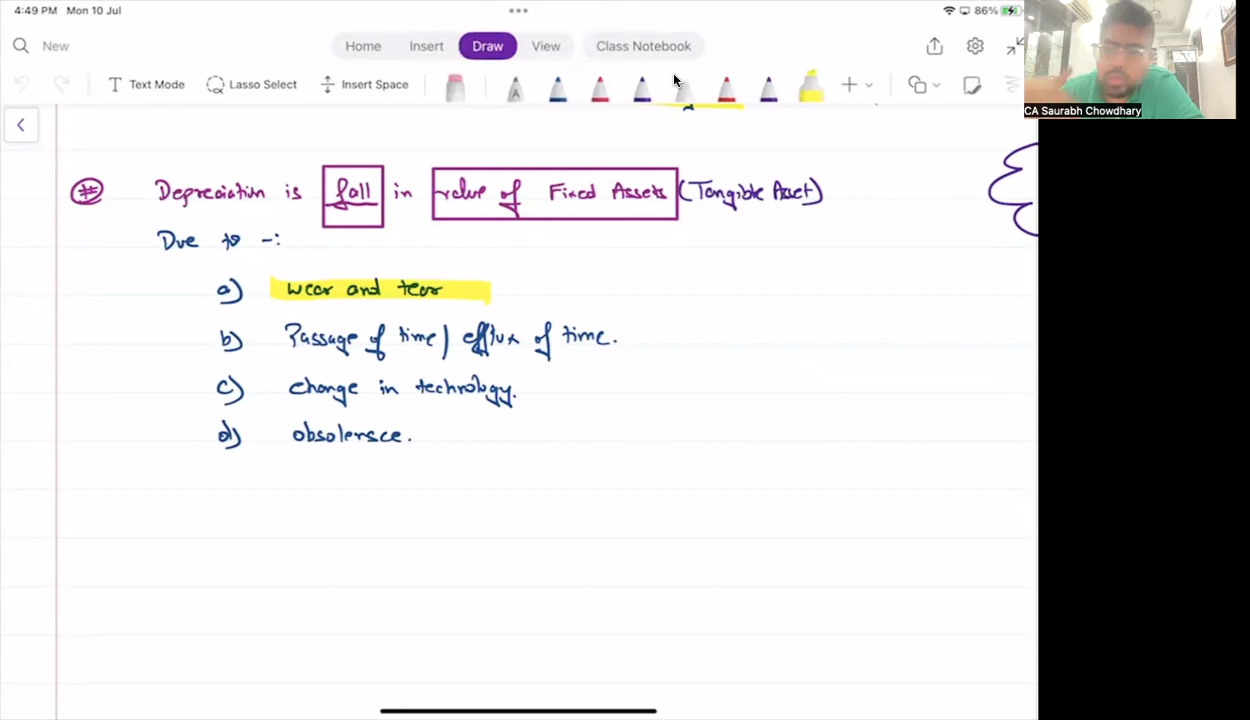 4:49 PM Mon 10 Jul
86%
New
Home Insert Draw View Class Notebook
Text Mode Lasso Select Insert Space
CA Saurabh Chowdhary
# Depreciation is fall in value of Fixed Assets (Tangible Asset)
Due to -:
a) wear and tear
b) Passage of time / efflux of time.
c) change in technology.
d) obsolensce.